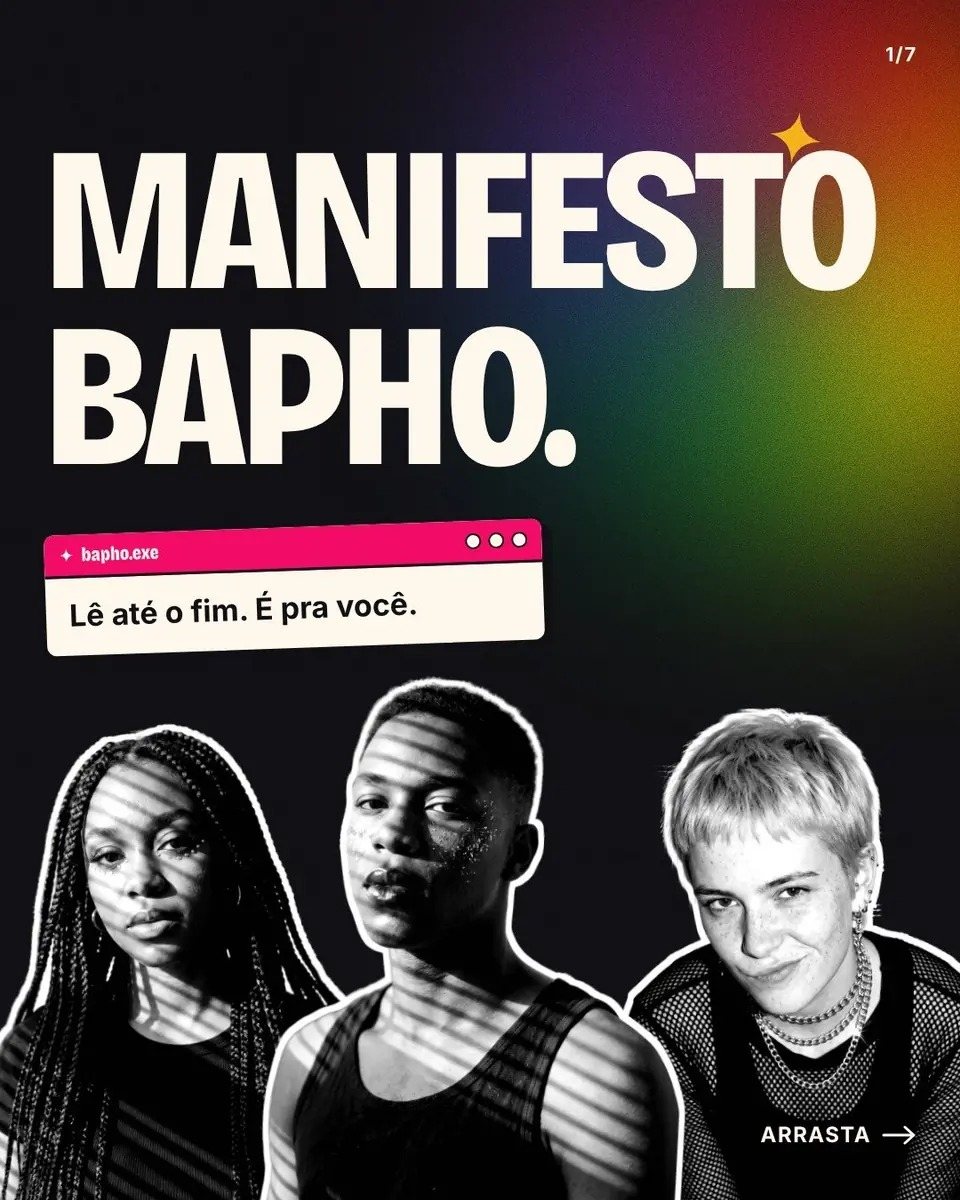 1/7
MANIFESTO
BAPHO.
bapho.exe
Lê até o fim. É pra você.
ARRASTA